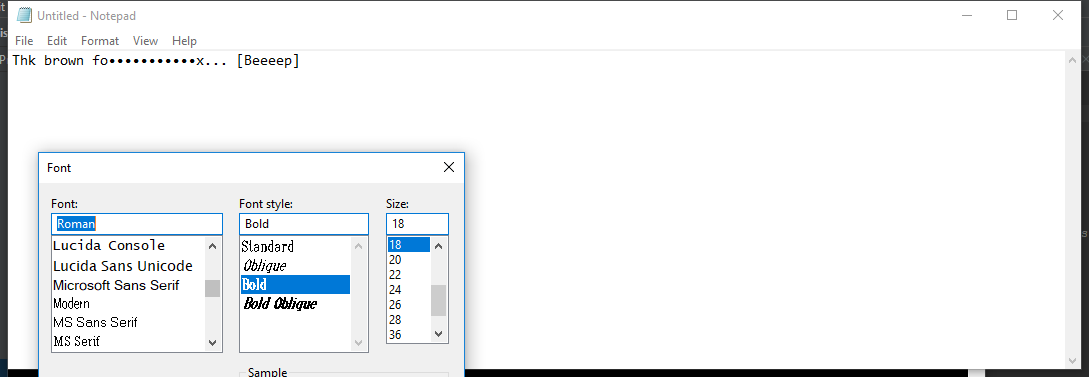 Untitled - Notepad
File Edit Format View Help
Thk brown fo•••••••••••x... [Beeeep]
Font
Font: Font style: Size:
Roman Bold 18
Lucida Console Standard 18
Lucida Sans Unicode Oblique 20
Microsoft Sans Serif Bold 22
Modern Bold Oblique 24
MS Sans Serif 26
MS Serif 28
36
Sample